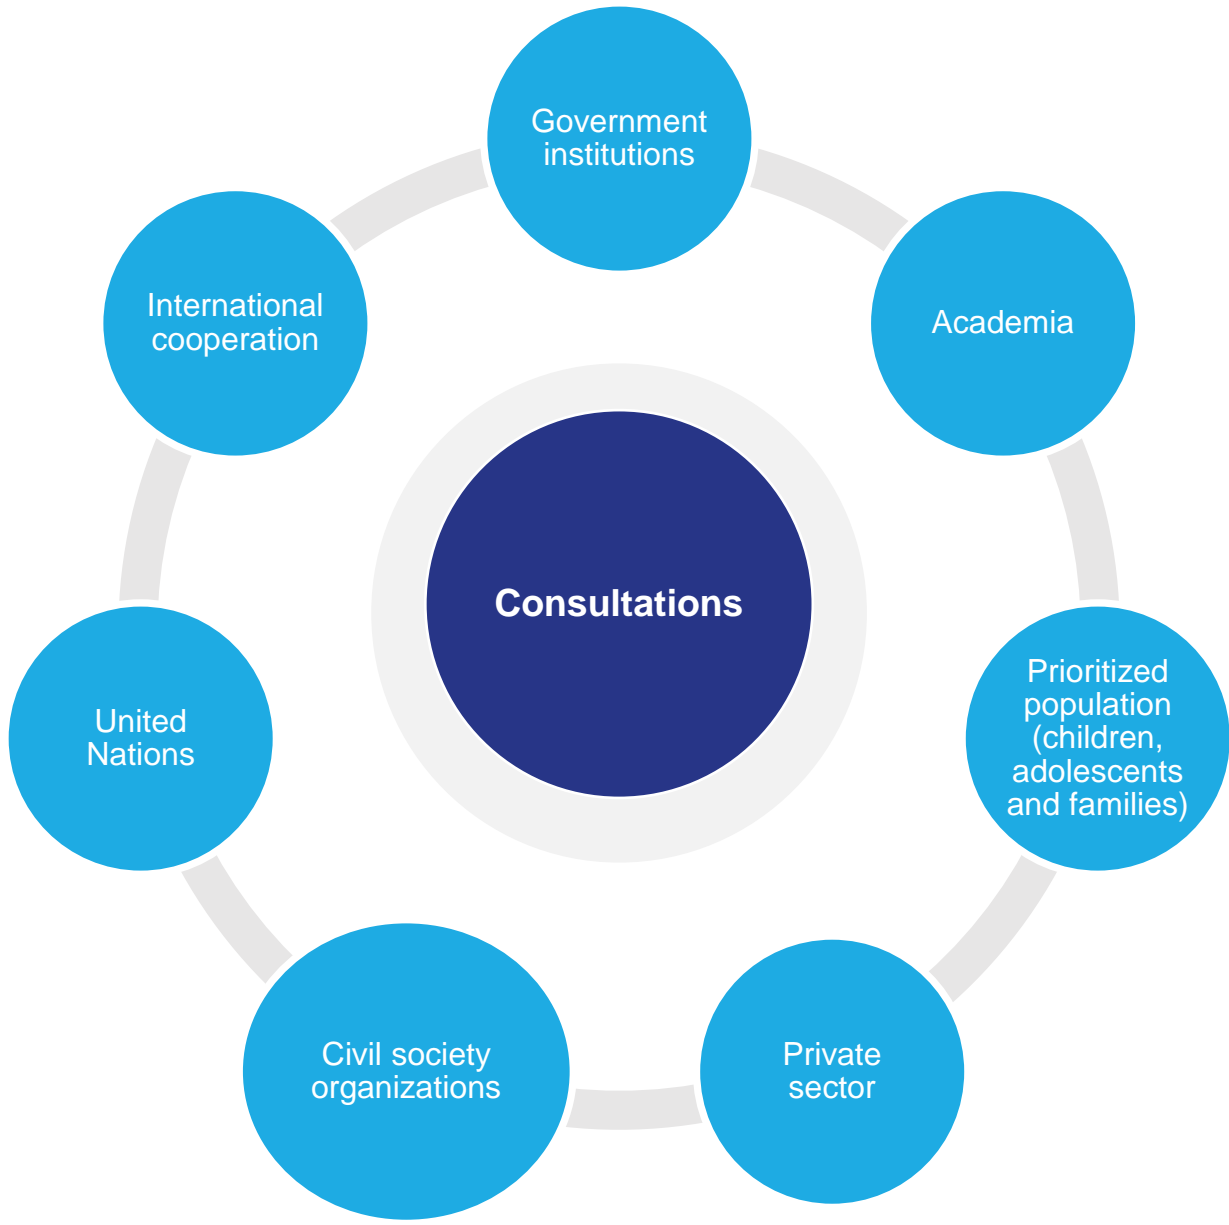 Government
institutions
International
cooperation
Academia
Consultations
United
Nations
Prioritized
population
(children,
adolescents
and families)
Civil society
organizations
Private
sector